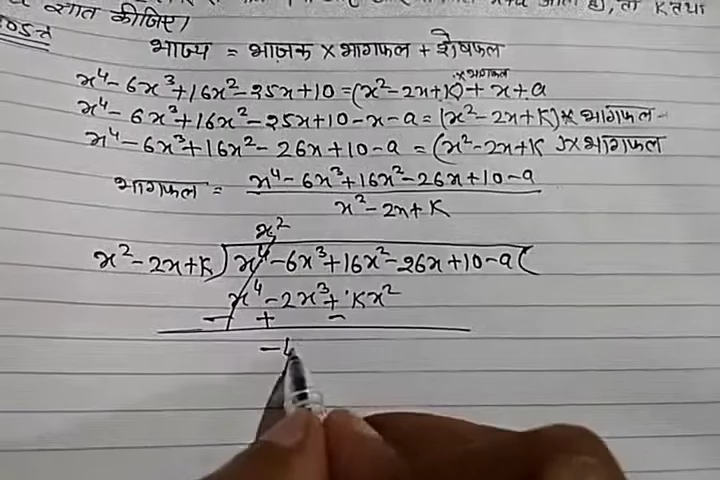 ज्ञात कीजिए।
भाज्य = भाजक × भागफल + शेषफल
x⁴ - 6x³ + 16x² - 25x + 10 = (x² - 2x + K) × भागफल + x + a
x⁴ - 6x³ + 16x² - 25x + 10 - x - a = (x² - 2x + K) × भागफल
x⁴ - 6x³ + 16x² - 26x + 10 - a = (x² - 2x + K) × भागफल
भागफल = x⁴ - 6x³ + 16x² - 26x + 10 - a
x² - 2x + K
x²
x² - 2x + K) x⁴ - 6x³ + 16x² - 26x + 10 - a (
x⁴ - 2x³ + Kx²
- + -